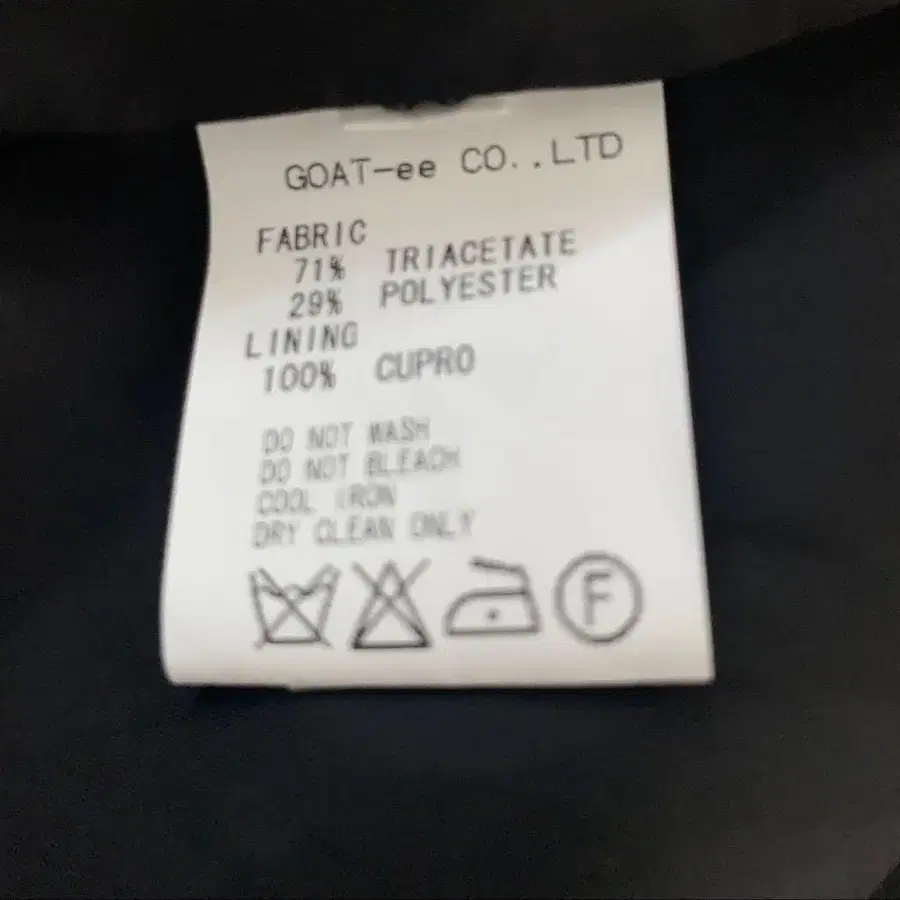 GOAT-ee CO.,LTD
FABRIC
71% TRIACETATE
29% POLYESTER
LINING
100% CUPRO
DO NOT WASH
DO NOT BLEACH
COOL IRON
DRY CLEAN ONLY
F